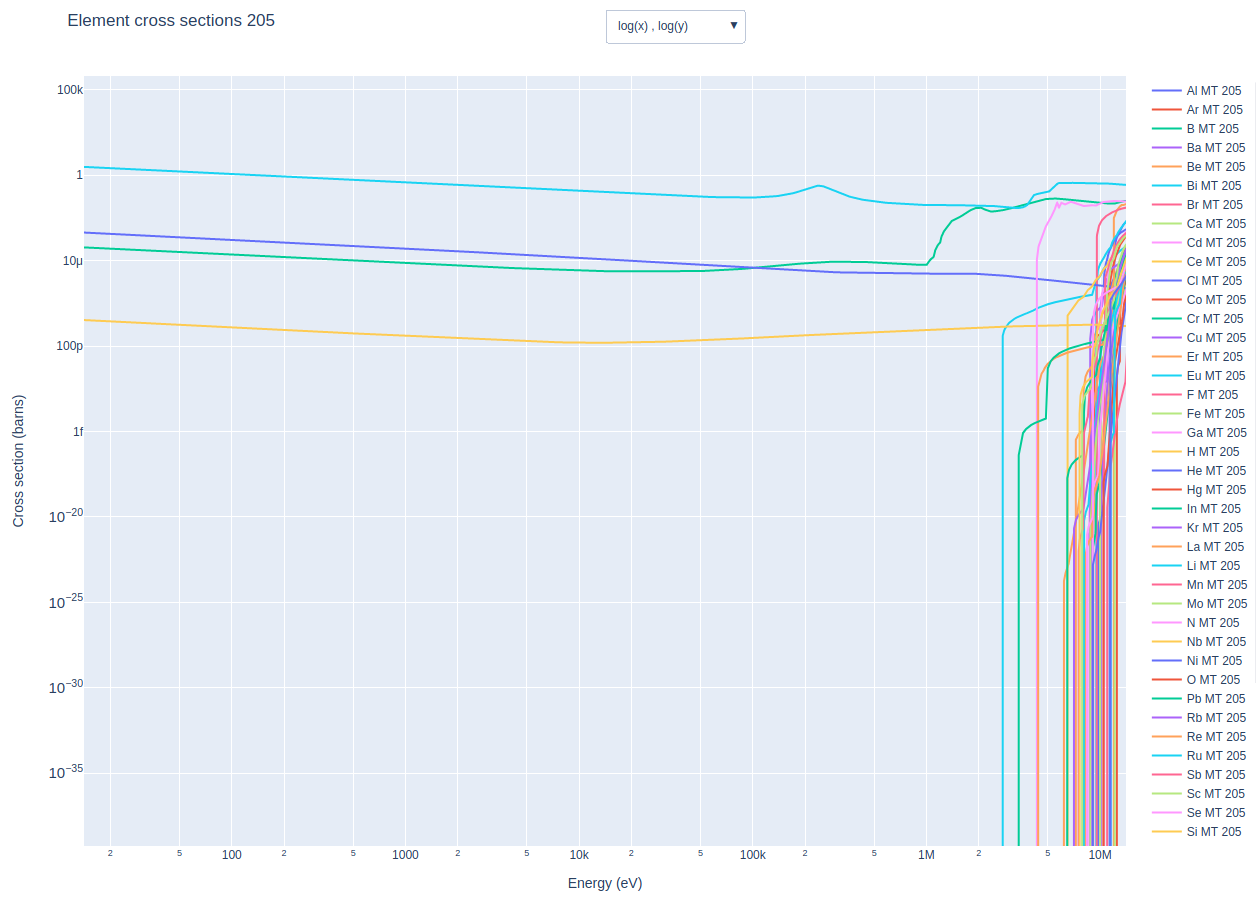 Element cross sections 205
log(x) , log(y) ▼
100k
1
10μ
100p
1f
10−20
10−25
10−30
10−35
Cross section (barns)
2 5 100 2 5 1000 2 5 10k 2 5 100k 2 5 1M 2 5 10M
Energy (eV)
Al MT 205
Ar MT 205
B MT 205
Ba MT 205
Be MT 205
Bi MT 205
Br MT 205
Ca MT 205
Cd MT 205
Ce MT 205
Cl MT 205
Co MT 205
Cr MT 205
Cu MT 205
Er MT 205
Eu MT 205
F MT 205
Fe MT 205
Ga MT 205
H MT 205
He MT 205
Hg MT 205
In MT 205
Kr MT 205
La MT 205
Li MT 205
Mn MT 205
Mo MT 205
N MT 205
Nb MT 205
Ni MT 205
O MT 205
Pb MT 205
Rb MT 205
Re MT 205
Ru MT 205
Sb MT 205
Sc MT 205
Se MT 205
Si MT 205